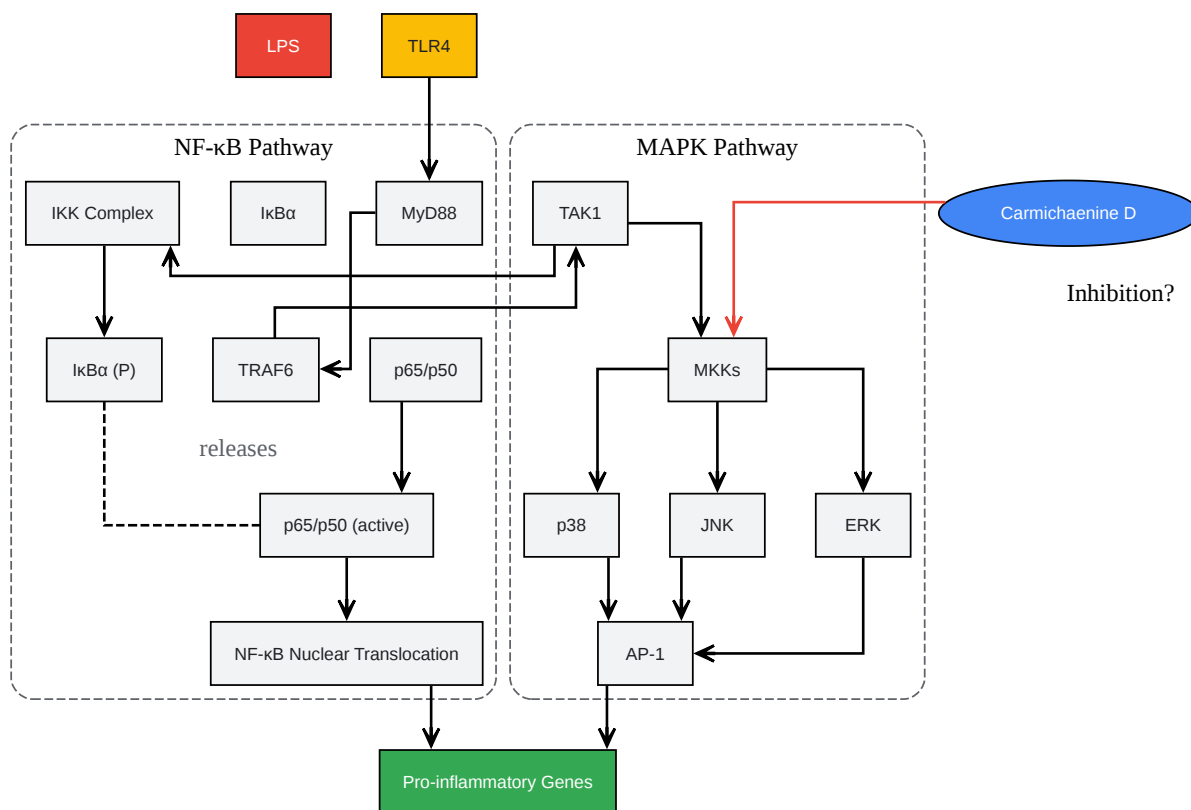 LPS
TLR4
NF-κB Pathway
MAPK Pathway
IKK Complex
IκBα
MyD88
TAK1
Carmichaenine D
Inhibition?
IκBα (P)
TRAF6
p65/p50
MKKs
releases
p65/p50 (active)
p38
JNK
ERK
NF-κB Nuclear Translocation
AP-1
Pro-inflammatory Genes